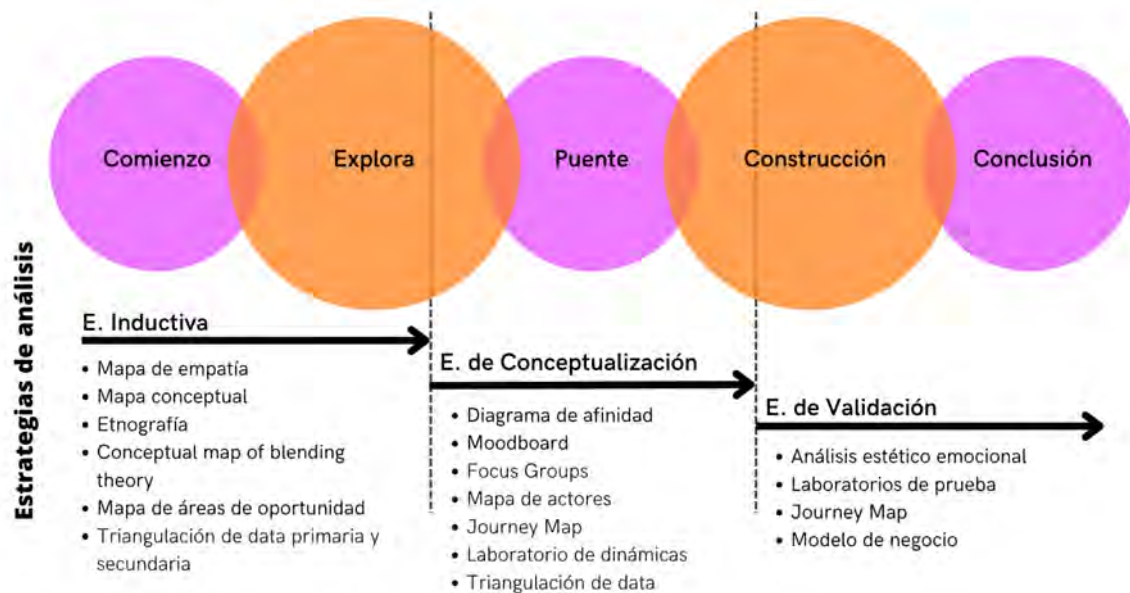 Comienzo
Explora
Puente
Construcción
Conclusión
Estrategias de análisis
E. Inductiva
• Mapa de empatía
• Mapa conceptual
• Etnografía
• Conceptual map of blending
theory
• Mapa de áreas de oportunidad
• Triangulación de data primaria y
secundaria
E. de Conceptualización
• Diagrama de afinidad
• Moodboard
• Focus Groups
• Mapa de actores
• Journey Map
• Laboratorio de dinámicas
• Triangulación de data
E. de Validación
• Análisis estético emocional
• Laboratorios de prueba
• Journey Map
• Modelo de negocio